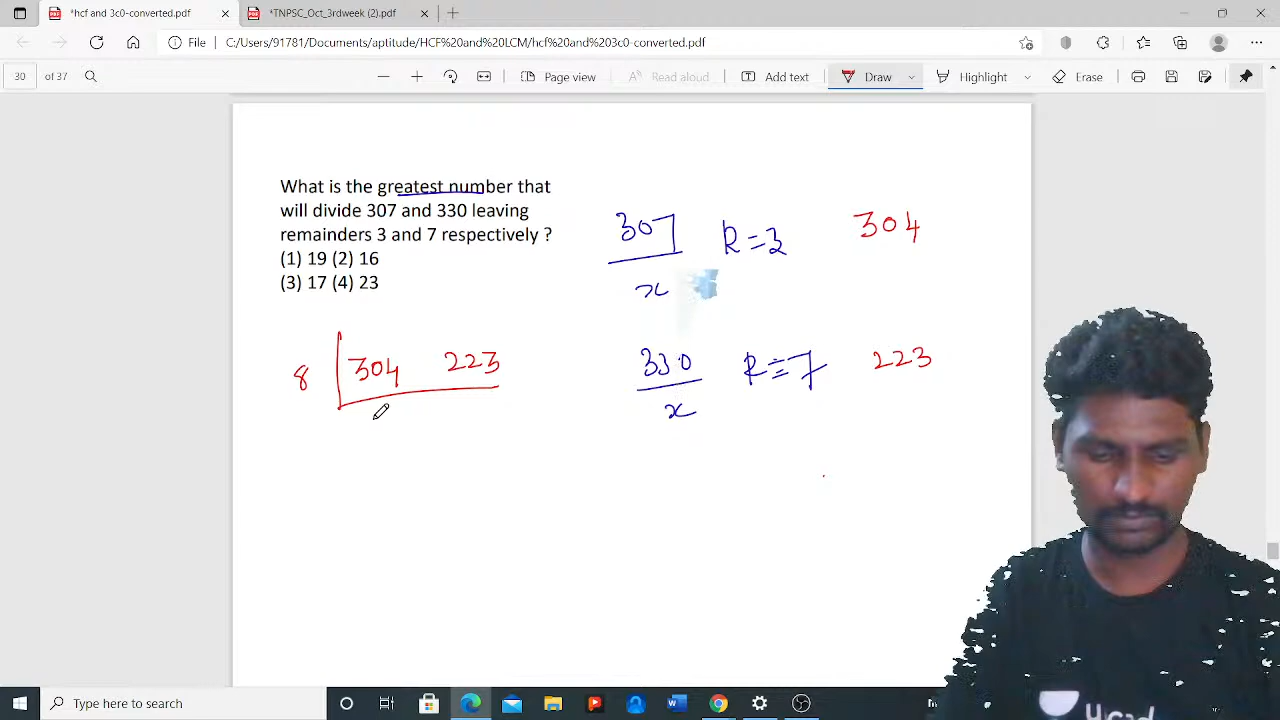 *hcf and 3c0-converted.pdf
*TNPSC_Oct_3rdweek (2).pdf
File
C:/Users/91781/Documents/aptitude/HCF%20and%20LCM/hcf%20and%203c0-converted.pdf
30 of 37
Page view
Read aloud
Add text
Draw
Highlight
Erase
What is the greatest number that
will divide 307 and 330 leaving
remainders 3 and 7 respectively ?
(1) 19 (2) 16
(3) 17 (4) 23
307
x
R=3
304
330
x
R=7
223
8
304 223
Type here to search